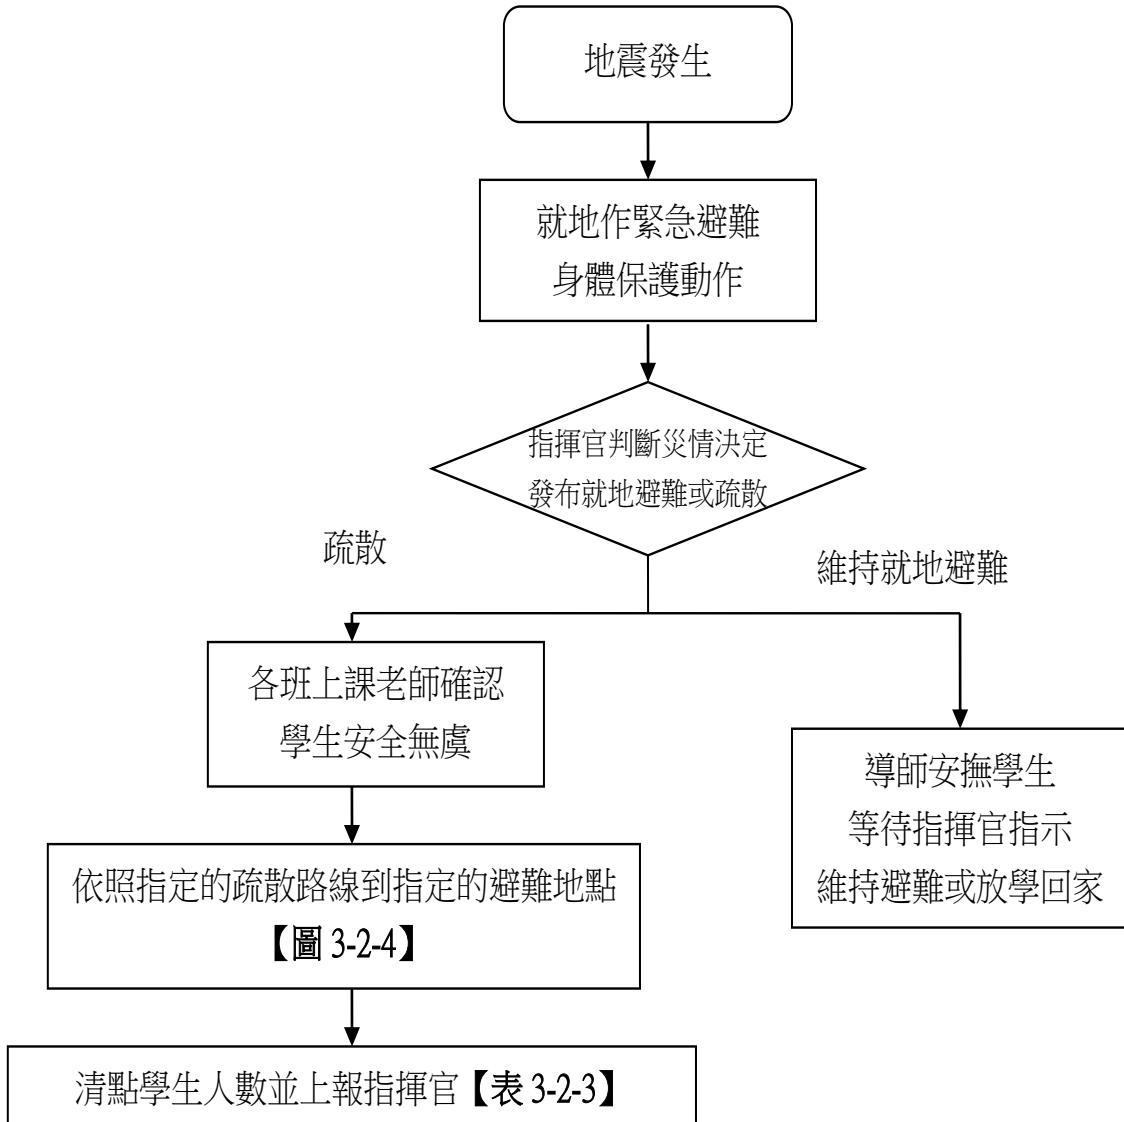 地震發生
就地作緊急避難
身體保護動作
指揮官判斷災情決定
發布就地避難或疏散
疏散
維持就地避難
各班上課老師確認
學生安全無虞
導師安撫學生
等待指揮官指示
維持避難或放學回家
依照指定的疏散路線到指定的避難地點
【圖 3-2-4】
清點學生人數並上報指揮官【表 3-2-3】